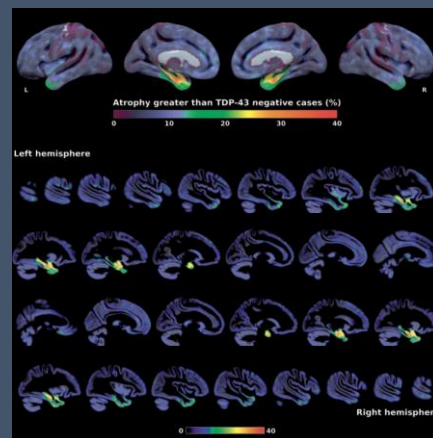 L
R
Atrophy greater than TDP-43 negative cases (%)
0 10 20 30 40
Left hemisphere
Right hemisphere
0 40